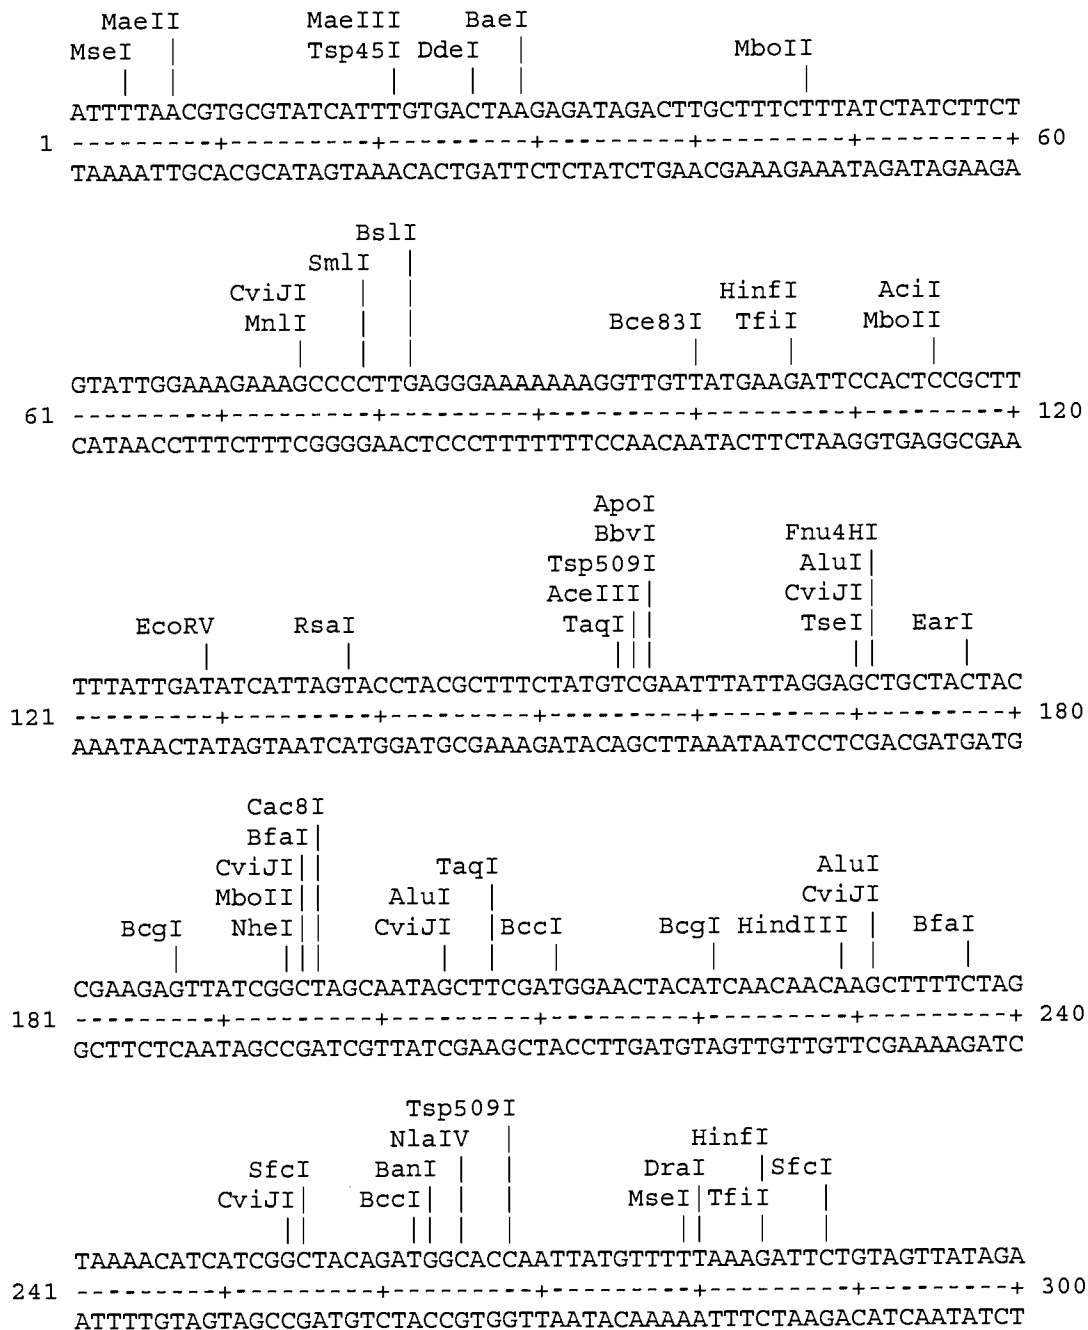 MaeII MaeIII BaeI
MseI Tsp45I DdeI MboII
ATTTTAACGTGCGTATCATTTGTGACTAAGAGATAGACTTGCTTTCTTTATCTATCTTCT
1 ---------+---------+---------+---------+---------+---------+ 60
TAAAATTGCACGCATAGTAAACACTGATTCTCTATCTGAACGAAAGAAATAGATAGAAGA
BslI
SmlI
CviJI HinfI AciI
MnlI Bce83I TfiI MboII
GTATTGGAAAGAAAGCCCCTTGAGGGAAAAAAAGGTTGTTATGAAGATTCCACTCCGCTT
61 ---------+---------+---------+---------+---------+---------+ 120
CATAACCTTTCTTTCGGGGAACTCCCTTTTTTTCCAACAATACTTCTAAGGTGAGGCGAA
ApoI
BbvI Fnu4HI
Tsp509I AluI
AceIII CviJI
EcoRV RsaI TaqI TseI EarI
TTTATTGATATCATTAGTACCTACGCTTTCTATGTCGAATTTATTAGGAGCTGCTACTAC
121 ---------+---------+---------+---------+---------+---------+ 180
AAATAACTATAGTAATCATGGATGCGAAAGATACAGCTTAAATAATCCTCGACGATGATG
Cac8I
BfaI
CviJI TaqI AluI
MboII AluI CviJI
BcgI NheI CviJI BccI BcgI HindIII BfaI
CGAAGAGTTATCGGCTAGCAATAGCTTCGATGGAACTACATCAACAACAAGCTTTTCTAG
181 ---------+---------+---------+---------+---------+---------+ 240
GCTTCTCAATAGCCGATCGTTATCGAAGCTACCTTGATGTAGTTGTTGTTCGAAAAGATC
Tsp509I
NlaIV HinfI
SfcI BanI DraI SfcI
CviJI BccI MseI TfiI
TAAAACATCATCGGCTACAGATGGCACCAATTATGTTTTTAAAGATTCTGTAGTTATAGA
241 ---------+---------+---------+---------+---------+---------+ 300
ATTTTGTAGTAGCCGATGTCTACCGTGGTTAATACAAAAATTTCTAAGACATCAATATCT